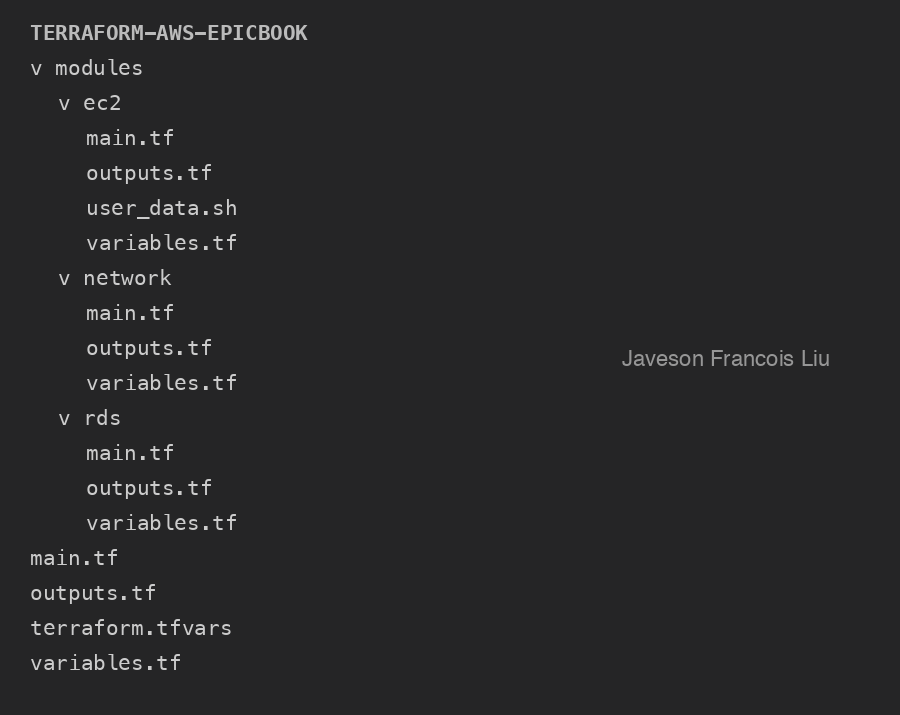 TERRAFORM-AWS-EPICBOOK
v modules
v ec2
main.tf
outputs.tf
user_data.sh
variables.tf
v network
main.tf
outputs.tf
variables.tf
v rds
main.tf
outputs.tf
variables.tf
main.tf
outputs.tf
terraform.tfvars
variables.tf
Javeson Francois Liu